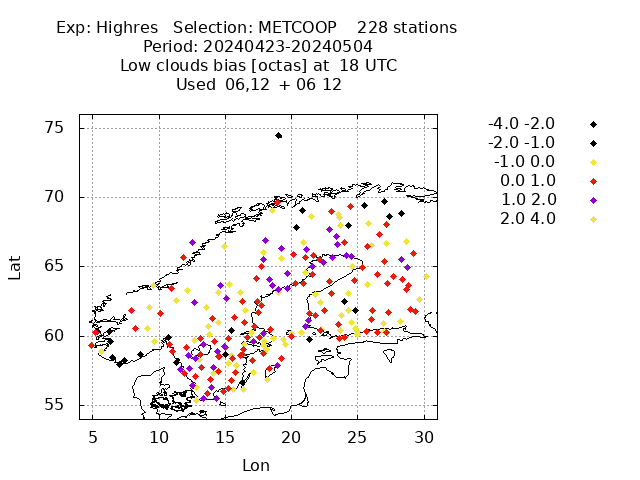 Exp: Highres Selection: METCOOP 228 stations
Period: 20240423-20240504
Low clouds bias [octas] at 18 UTC
Used 06,12 + 06 12
-4.0 -2.0
-2.0 -1.0
-1.0 0.0
0.0 1.0
1.0 2.0
2.0 4.0
75
70
65
60
55
Lat
5 10 15 20 25 30
Lon